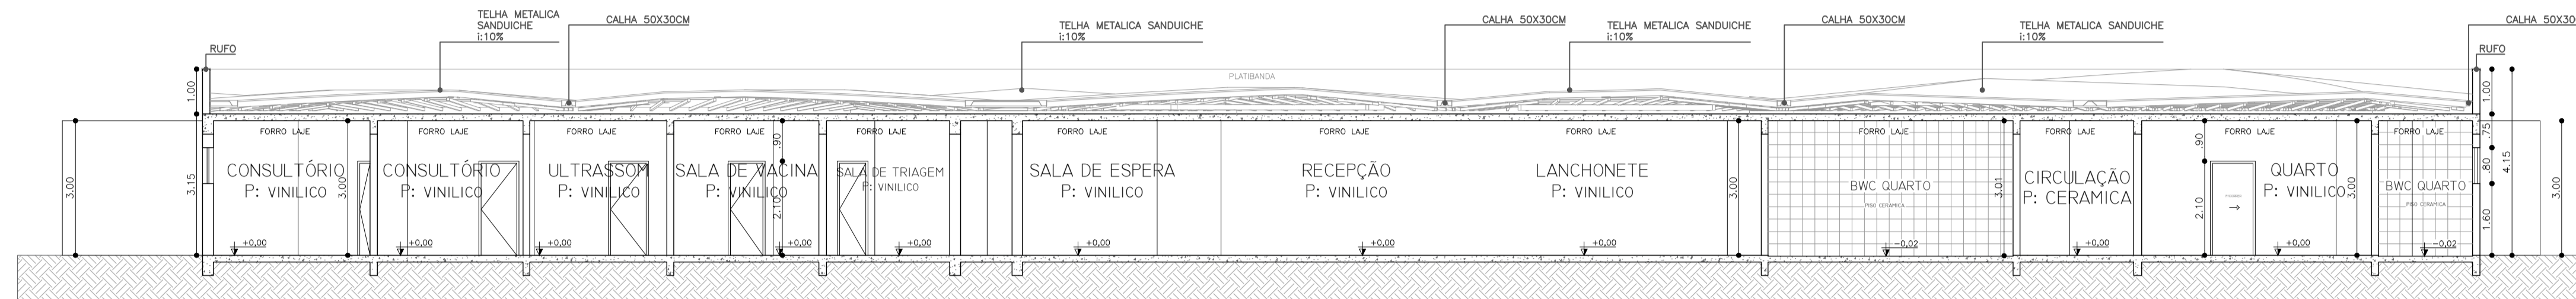 TELHA METALICA
SANDUICHE
i:10%
CALHA 50X30CM
TELHA METALICA SANDUICHE
i:10%
CALHA 50X30CM
TELHA METALICA SANDUICHE
i:10%
CALHA 50X30CM
TELHA METALICA SANDUICHE
i:10%
CALHA 50X30
RUFO
RUFO
PLATIBANDA
1.00
1.00
FORRO LAJE
FORRO LAJE
FORRO LAJE
FORRO LAJE
FORRO LAJE
FORRO LAJE
FORRO LAJE
FORRO LAJE
FORRO LAJE
FORRO LAJE
FORRO LAJE
FORRO LAJE
3.00
3.15
CONSULTÓRIO
P: VINILICO
3.00
CONSULTÓRIO
P: VINILICO
ULTRASSOM
P: VINILICO
SALA DE VACINA
P: VINILICO
.90
2.10
SALA DE TRIAGEM
P: VINILICO
SALA DE ESPERA
P: VINILICO
RECEPÇÃO
P: VINILICO
LANCHONETE
P: VINILICO
3.00
BWC QUARTO
PISO CERAMICA
3.01
CIRCULAÇÃO
P: CERAMICA
.90
2.10
QUARTO
P: VINILICO
3.00
BWC QUARTO
PISO CERAMICA
.75
.80
1.60
4.15
3.00
+0,00
+0,00
+0,00
+0,00
+0,00
+0,00
+0,00
+0,00
-0,02
+0,00
+0,00
-0,02